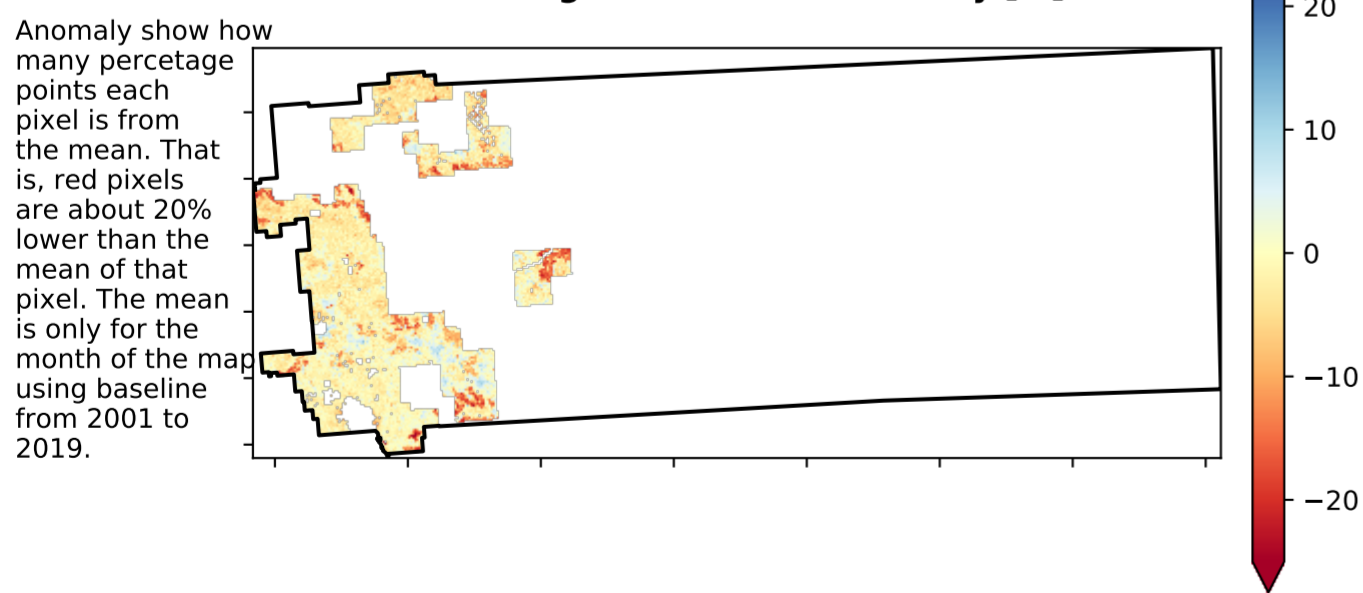 Anomaly show how
many percetage
points each
pixel is from
the mean. That
is, red pixels
are about 20%
lower than the
mean of that
pixel. The mean
is only for the
month of the map
using baseline
from 2001 to
2019.
20
10
0
−10
−20